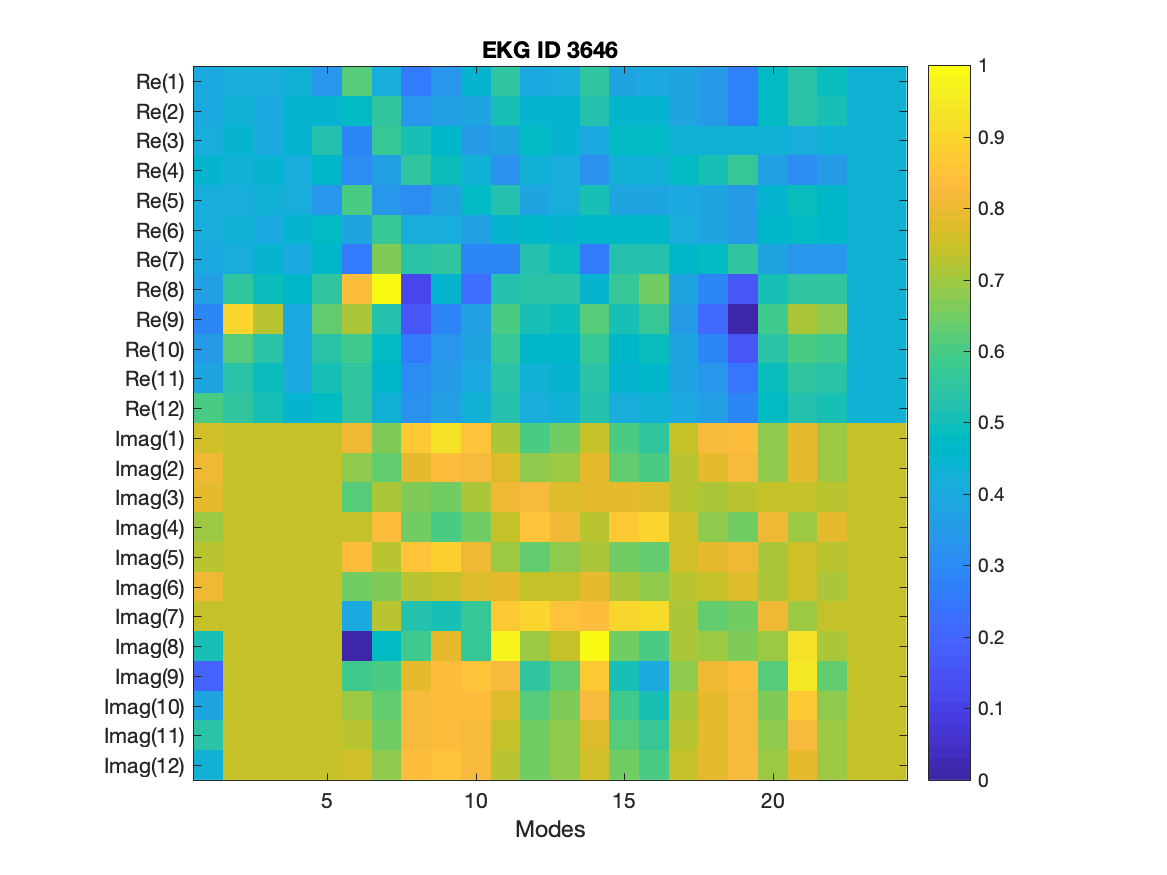 EKG ID 3646
Re(1)
Re(2)
Re(3)
Re(4)
Re(5)
Re(6)
Re(7)
Re(8)
Re(9)
Re(10)
Re(11)
Re(12)
Imag(1)
Imag(2)
Imag(3)
Imag(4)
Imag(5)
Imag(6)
Imag(7)
Imag(8)
Imag(9)
Imag(10)
Imag(11)
Imag(12)
5 10 15 20
Modes
1
0.9
0.8
0.7
0.6
0.5
0.4
0.3
0.2
0.1
0